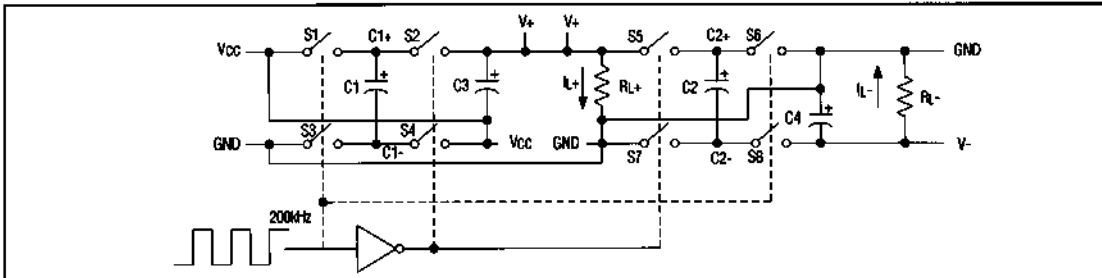 V+ V+
S1 C1+ S2 S5 C2+ S6
VCC GND
C1 C3 IL+ RL+ C2 IL- RL-
C4
S3 S4 S7 S8
GND C1- VCC GND C2- V-
200kHz